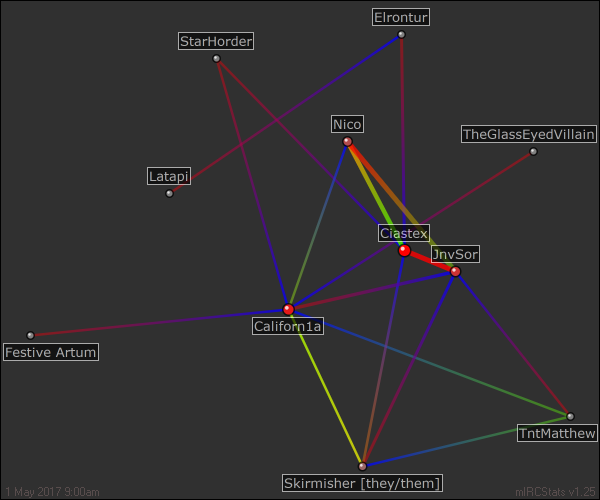 Elrontur
StarHorder
Nico
TheGlassEyedVillain
Latapi
Ciastex
JnvSor
Californ1a
Festive Artum
TntMatthew
Skirmisher [they/them]
1 May 2017 9:00am
mIRCStats v1.25